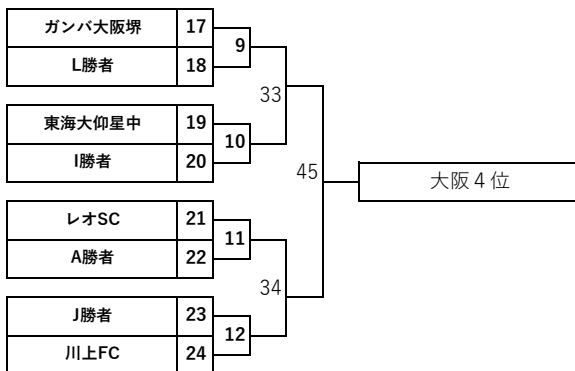 ガンバ大阪堺 17
9
L勝者 18
33
東海大仰星中 19
10
I勝者 20
45
大阪４位
レオSC 21
11
A勝者 22
34
J勝者 23
12
川上FC 24